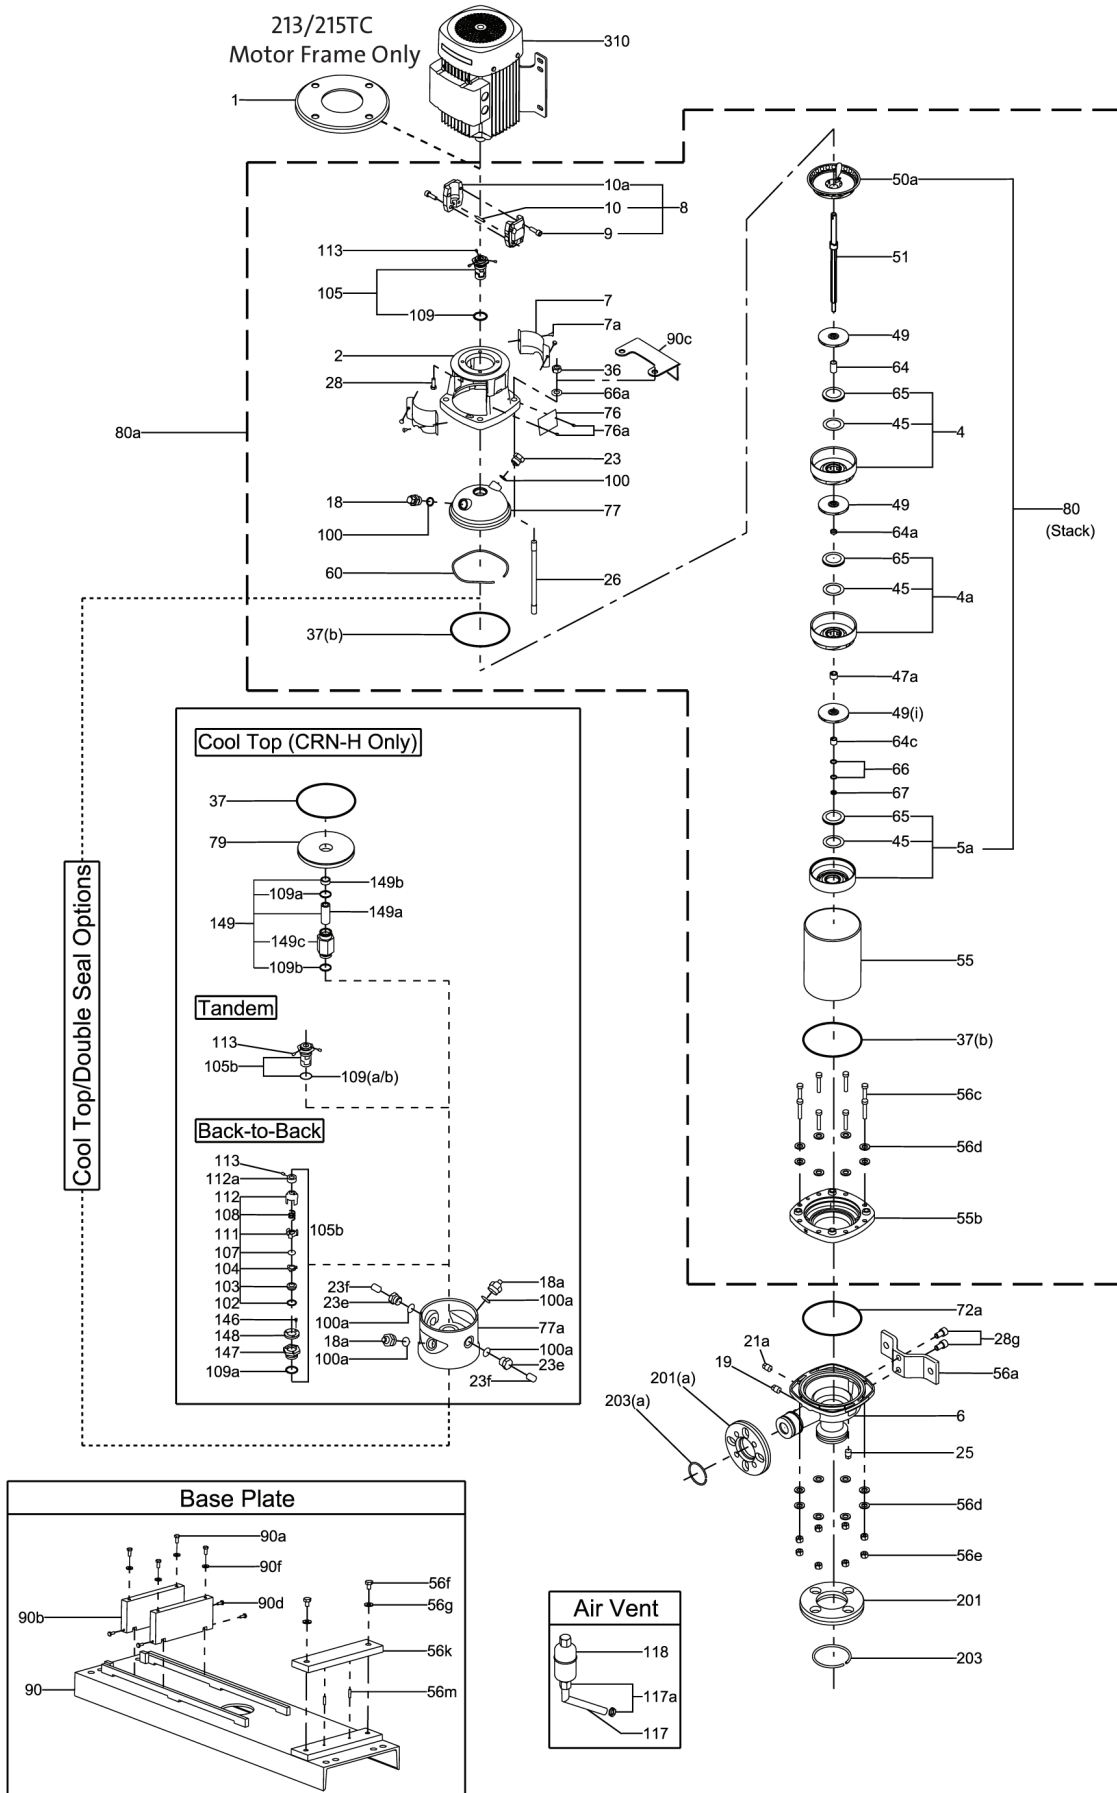 213/215TC
Motor Frame Only
310
1
10a
10
8
9
113
105
109
7
7a
90c
2
36
28
66a
76
76a
80a
23
100
18
77
100
60
26
37(b)
50a
51
49
64
65
45
4
49
64a
80
(Stack)
65
45
4a
47a
49(i)
64c
66
67
65
45
5a
55
37(b)
56c
56d
55b
Cool Top/Double Seal Options
Cool Top (CRN-H Only)
37
79
149b
109a
149a
149
149c
109b
Tandem
113
105b
109(a/b)
Back-to-Back
113
112a
112
108
111
105b
107
104
103
102
146
148
147
109a
23f
23e
100a
18a
100a
18a
100a
77a
100a
23e
23f
72a
21a
28g
19
56a
201(a)
203(a)
6
25
56d
56e
201
203
Base Plate
90a
90f
56f
90b
90d
56g
56k
90
56m
Air Vent
118
117a
117